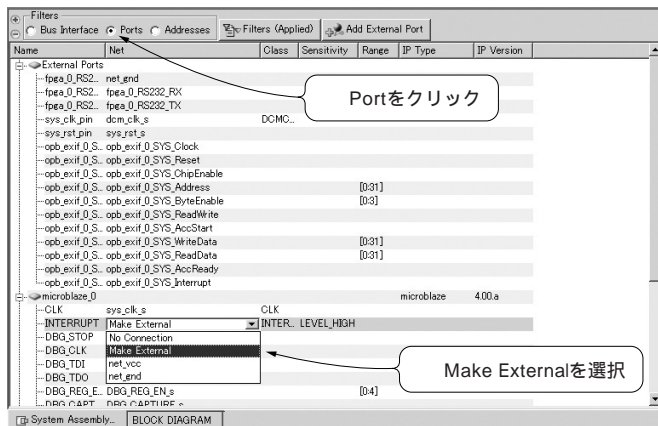 Filters
Bus Interface Ports Addresses Filters (Applied) Add External Port
Name Net Class Sensitivity Range IP Type IP Version
External Ports
fpga_0_RS2.. net_gnd
fpga_0_RS2.. fpga_0_RS232_RX
fpga_0_RS2.. fpga_0_RS232_TX
sys_clk_pin dcm_clk_s DCMC..
sys_rst_pin sys_rst_s
opb_exif_0_S.. opb_exif_0_SYS_Clock
opb_exif_0_S.. opb_exif_0_SYS_Reset
opb_exif_0_S.. opb_exif_0_SYS_ChipEnable
opb_exif_0_S.. opb_exif_0_SYS_Address [0:31]
opb_exif_0_S.. opb_exif_0_SYS_ByteEnable [0:3]
opb_exif_0_S.. opb_exif_0_SYS_ReadWrite
opb_exif_0_S.. opb_exif_0_SYS_AccStart
opb_exif_0_S.. opb_exif_0_SYS_WriteData [0:31]
opb_exif_0_S.. opb_exif_0_SYS_ReadData [0:31]
opb_exif_0_S.. opb_exif_0_SYS_AccReady
opb_exif_0_S.. opb_exif_0_SYS_Interrupt
microblaze_0 microblaze 4.00.a
CLK sys_clk_s CLK
INTERRUPT Make External INTER.. LEVEL_HIGH
DBG_STOP No Connection
DBG_CLK Make External
DBG_TDI net_vcc
DBG_TDO net_gnd
DBG_REG_E.. DBG_REG_EN_s [0:4]
DBG_CAPT.. DBG_CAPTURE_s
System Assembly.. BLOCK DIAGRAM
Portをクリック
Make Externalを選択